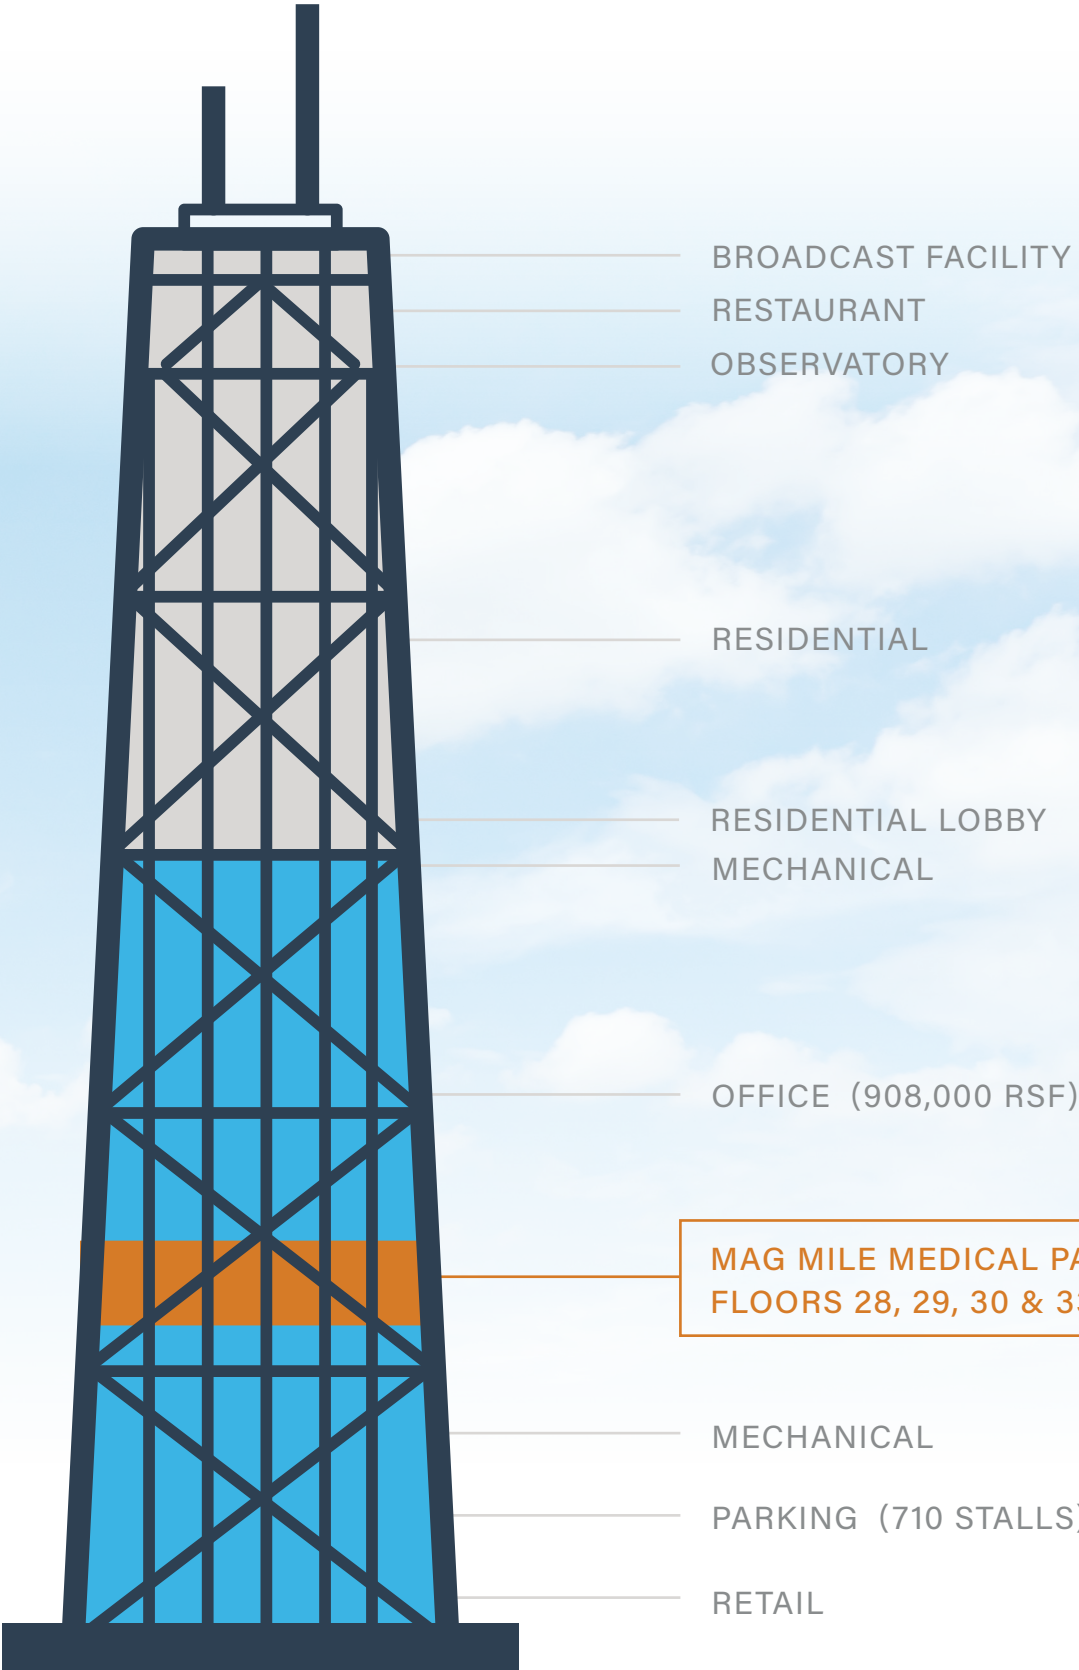 BROADCAST FACILITY
RESTAURANT
OBSERVATORY
RESIDENTIAL
RESIDENTIAL LOBBY
MECHANICAL
OFFICE (908,000 RSF)
MAG MILE MEDICAL
FLOORS 28, 29, 30 &
MECHANICAL
PARKING (710 STALLS)
RETAIL